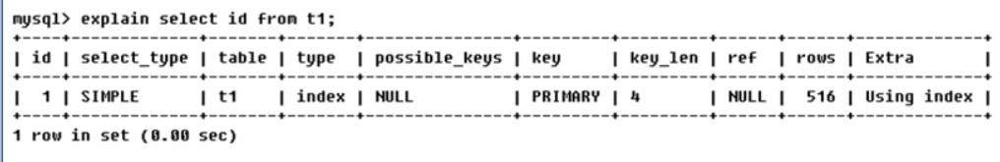 mysql> explain select id from t1;
+----+-------------+-------+-------+---------------+---------+---------+------+------+-------------+
| id | select_type | table | type | possible_keys | key | key_len | ref | rows | Extra |
+----+-------------+-------+-------+---------------+---------+---------+------+------+-------------+
| 1 | SIMPLE | t1 | index | NULL | PRIMARY | 4 | NULL | 516 | Using index |
+----+-------------+-------+-------+---------------+---------+---------+------+------+-------------+
1 row in set (0.00 sec)